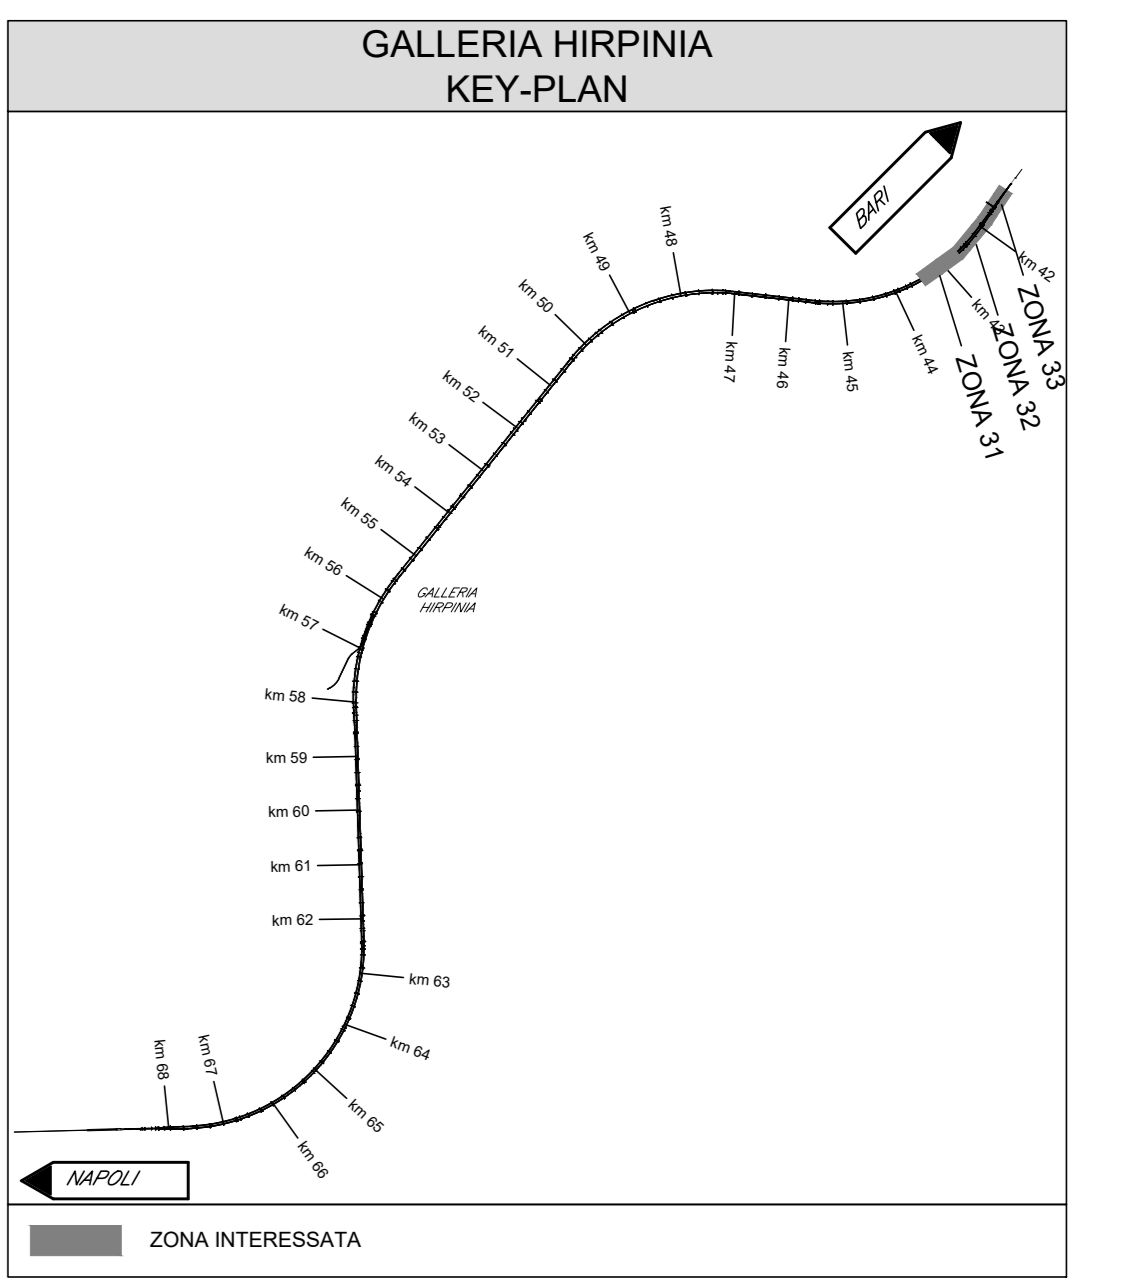 GALLERIA HIRPINIA
KEY-PLAN
BARI
km 42
km 43
km 44
km 45
km 46
km 47
km 48
km 49
km 50
km 51
km 52
km 53
km 54
km 55
km 56
km 57
km 58
km 59
km 60
km 61
km 62
km 63
km 64
km 65
km 66
km 67
km 68
ZONA 33
ZONA 32
ZONA 31
GALLERIA
HIRPINIA
NAPOLI
ZONA INTERESSATA